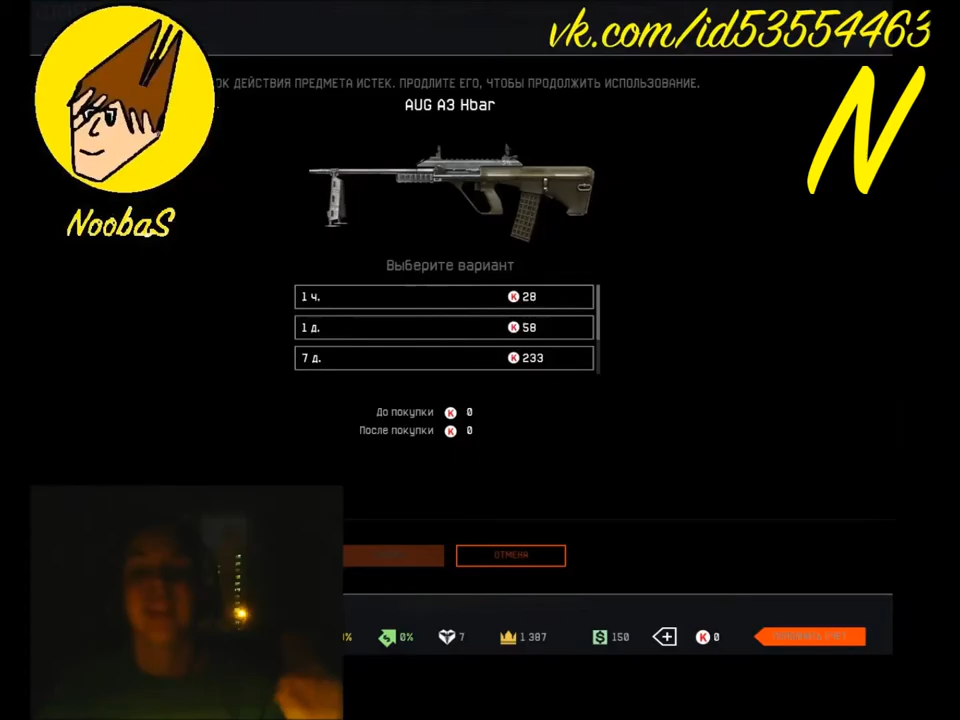 vk.com/id53554463
N
ОК ДЕЙСТВИЯ ПРЕДМЕТА ИСТЕК. ПРОДЛИТЕ ЕГО, ЧТОБЫ ПРОДОЛЖИТЬ ИСПОЛЬЗОВАНИЕ.
AUG A3 Hbar
NoobaS
Выберите вариант
1 ч. K 28
1 д. K 58
7 д. K 233
До покупки K 0
После покупки K 0
ОТМЕНА
% 0% 7 1 387 $ 150 K 0